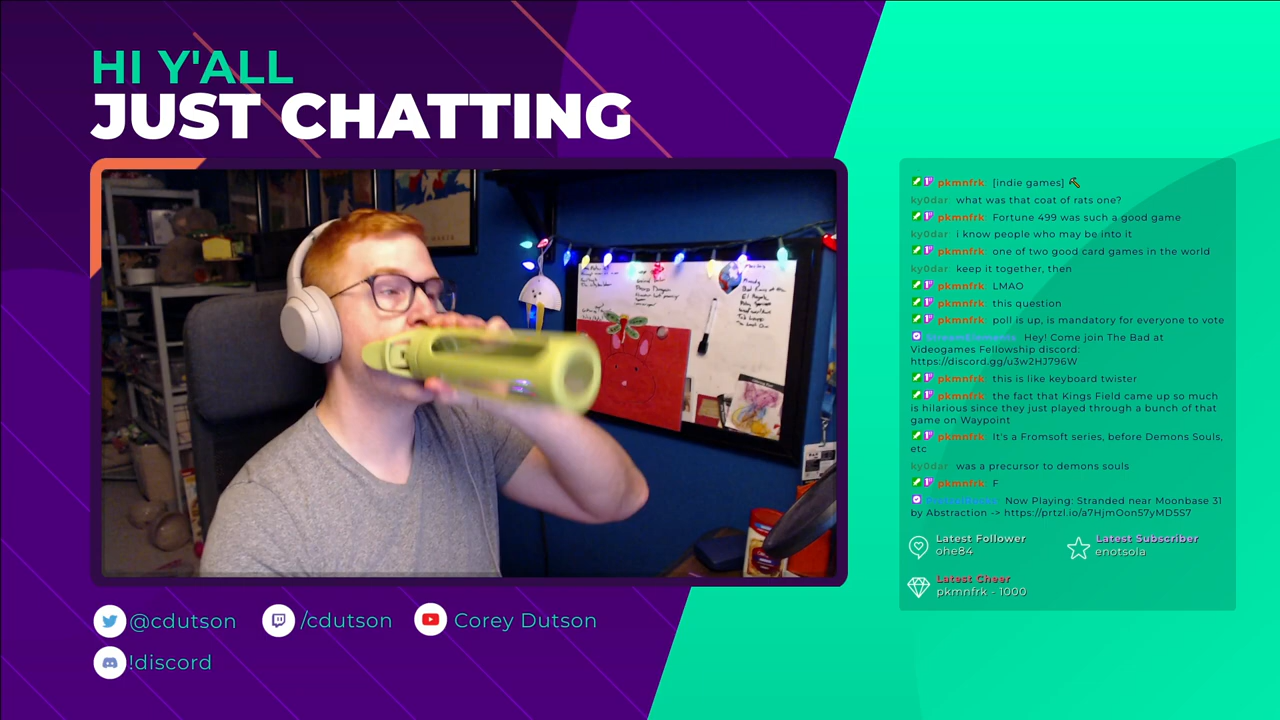 HI Y'ALL
JUST CHATTING
pkmnfrk [indie games]
ky0dar what was that coat of rats one?
pkmnfrk Fortune 499 was such a good game
ky0dar i know people who may be into it
pkmnfrk one of two good card games in the world
ky0dar keep it together, then
pkmnfrk LMAO
pkmnfrk this question
pkmnfrk poll is up, is mandatory for everyone to vote
Hey! Come join The Bad at
Videogames Fellowship discord:
https://discord.gg/u3w2HJ796W
pkmnfrk this is like keyboard twister
pkmnfrk the fact that Kings Field came up so much
is hilarious since they just played through a bunch of that
game on Waypoint
pkmnfrk It's a Fromsoft series, before Demons Souls,
etc
ky0dar was a precursor to demons souls
pkmnfrk F
Now Playing: Stranded near Moonbase 31
by Abstraction -> https://prtzl.io/a7HjmOon57yMD5S7
Latest Follower
ohe84
Latest Subscriber
enotsola
Latest Cheer
pkmnfrk - 1000
@cdutson
/cdutson
Corey Dutson
!discord